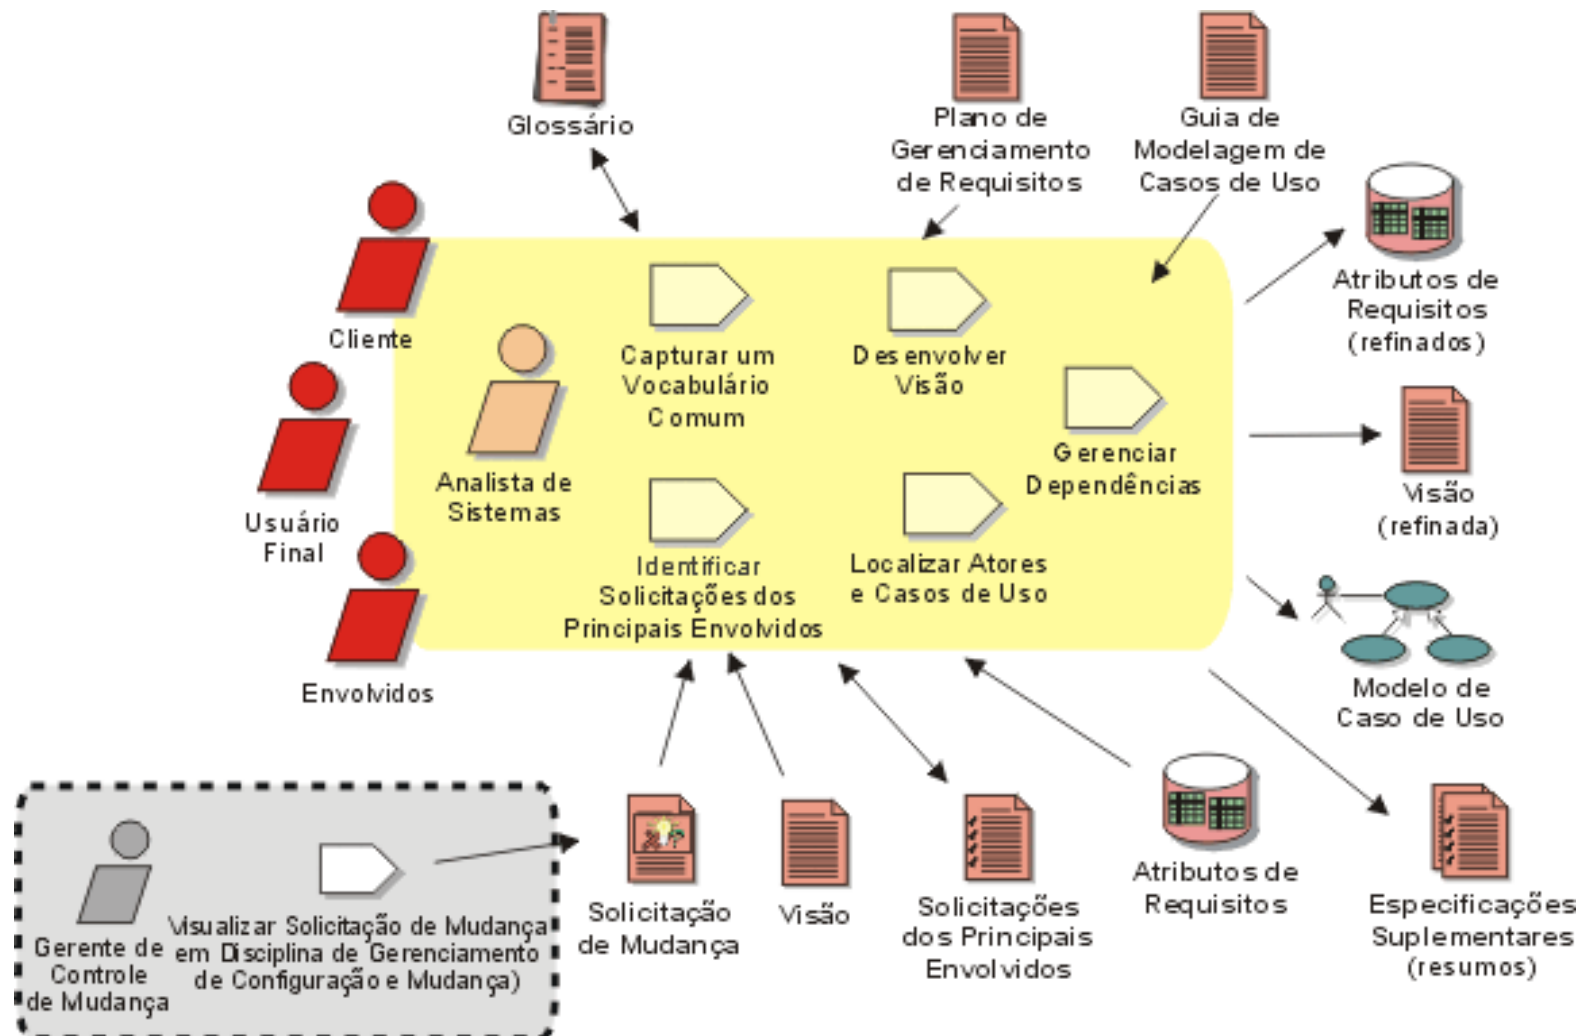 Glossário
Plano de
Gerenciamento
de Requisitos
Guia de
Modelagem de
Casos de Uso
Atributos de
Requisitos
(refinados)
Cliente
Capturar um
Vocabulário
Comum
Desenvolver
Visão
Gerenciar
Dependências
Analista de
Sistemas
Visão
(refinada)
Usuário
Final
Identificar
Solicitações dos
Principais Envolvidos
Localizar Atores
e Casos de Uso
Envolvidos
Modelo de
Caso de Uso
Gerente de
Controle
de Mudança
Visualizar Solicitação de Mudança
em Disciplina de Gerenciamento
de Configuração e Mudança)
Solicitação
de Mudança
Visão
Solicitações
dos Principais
Envolvidos
Atributos de
Requisitos
Especificações
Suplementares
(resumos)